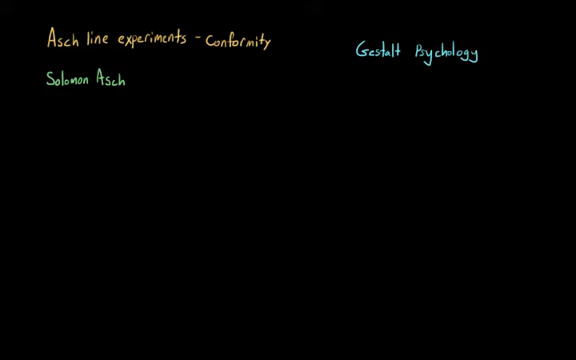 Asch line experiments - Conformity
Gestalt Psychology
Solomon Asch